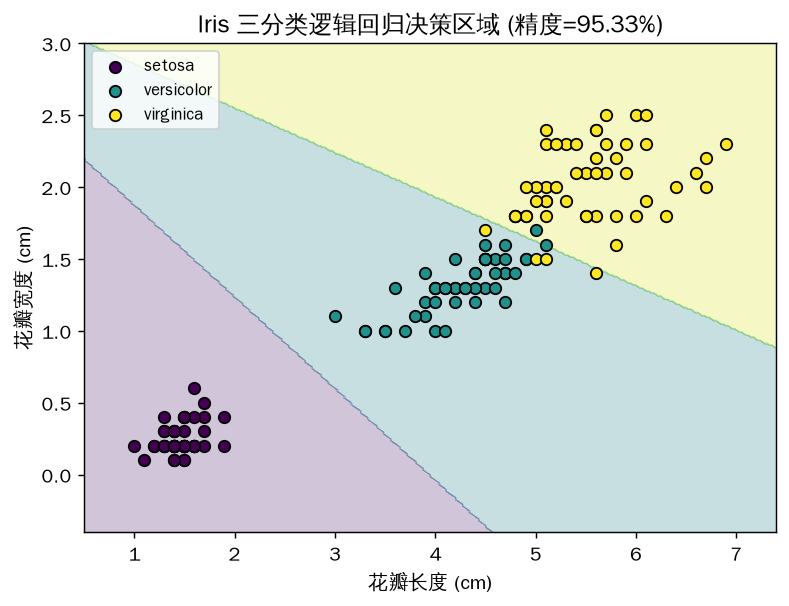 Iris 三分类逻辑回归决策区域 (精度=95.33%)
setosa
versicolor
virginica
花瓣宽度 (cm)
3.0
2.5
2.0
1.5
1.0
0.5
0.0
1 2 3 4 5 6 7
花瓣长度 (cm)